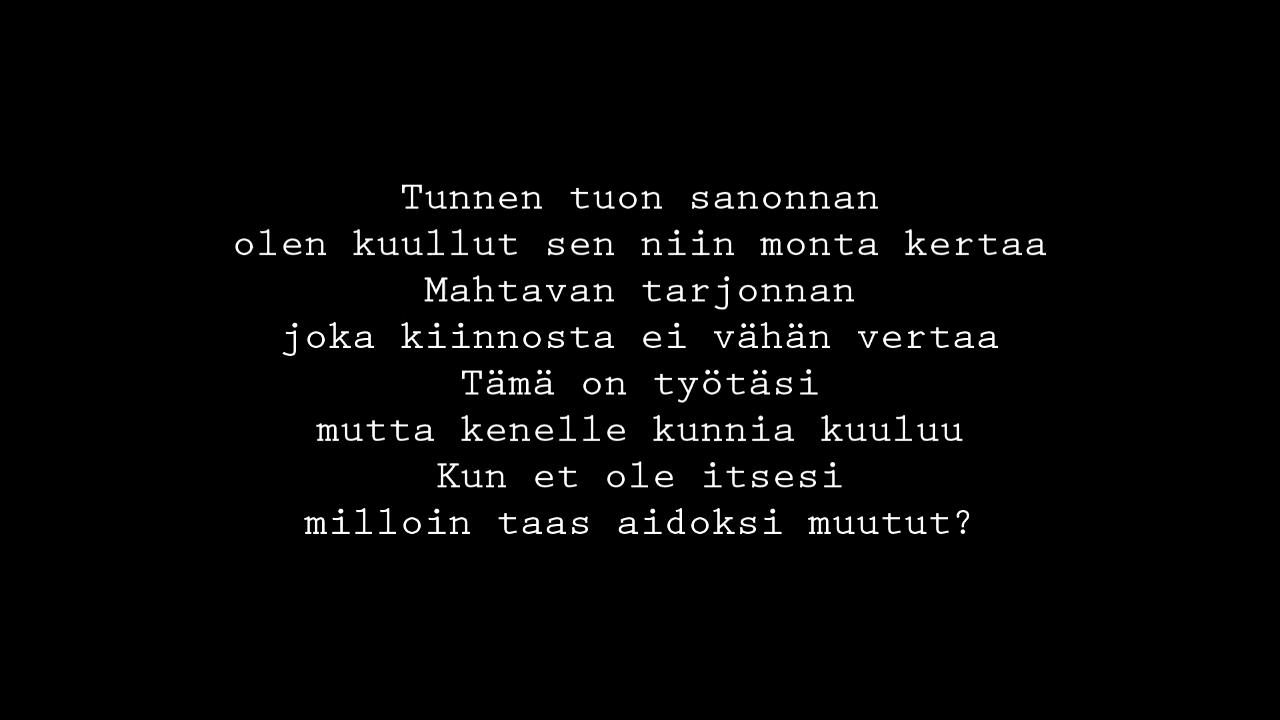 Tunnen tuon sanonnan
olen kuullut sen niin monta kertaa
Mahtavan tarjonnan
joka kiinnosta ei vähän vertaa
Tämä on työtäsi
mutta kenelle kunnia kuuluu
Kun et ole itsesi
milloin taas aidoksi muutut?